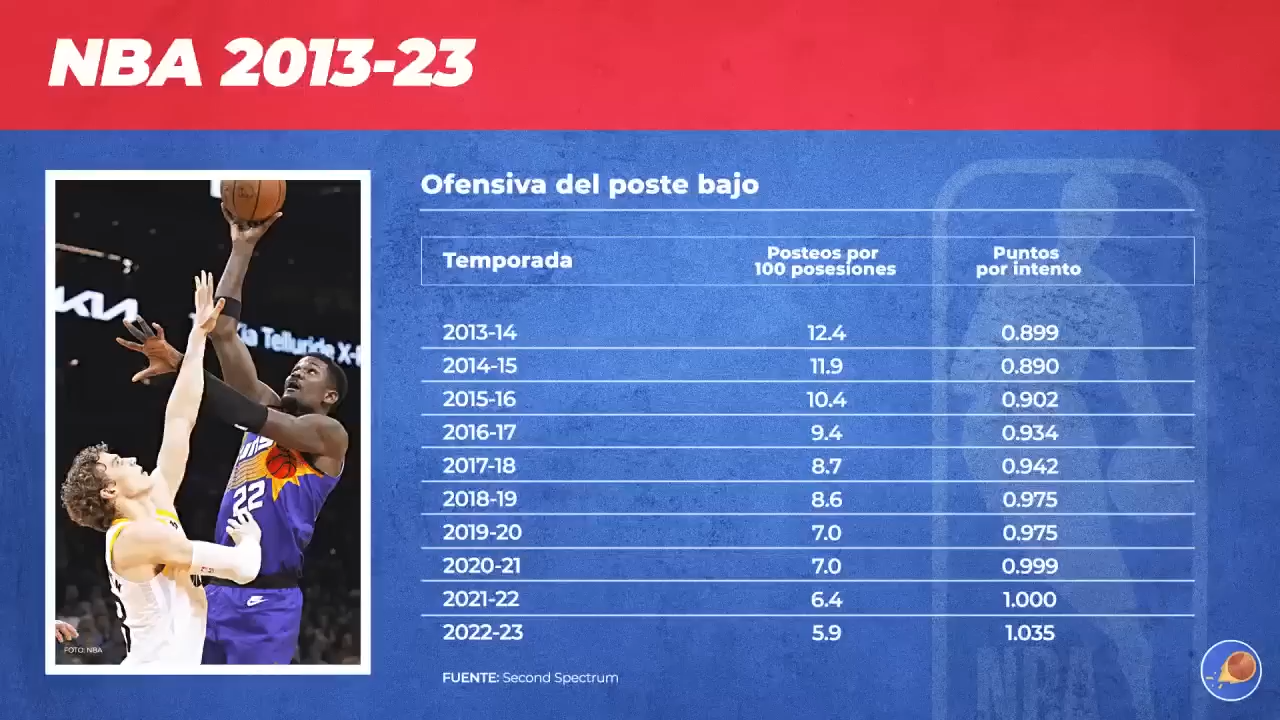 NBA 2013-23
Ofensiva del poste bajo
Temporada
Posteos por
100 posesiones
Puntos
por intento
2013-14 12.4 0.899
2014-15 11.9 0.890
2015-16 10.4 0.902
2016-17 9.4 0.934
2017-18 8.7 0.942
2018-19 8.6 0.975
2019-20 7.0 0.975
2020-21 7.0 0.999
2021-22 6.4 1.000
2022-23 5.9 1.035
FUENTE: Second Spectrum
KIA
Kia Telluride X-
22
FOTO: NBA
NBA